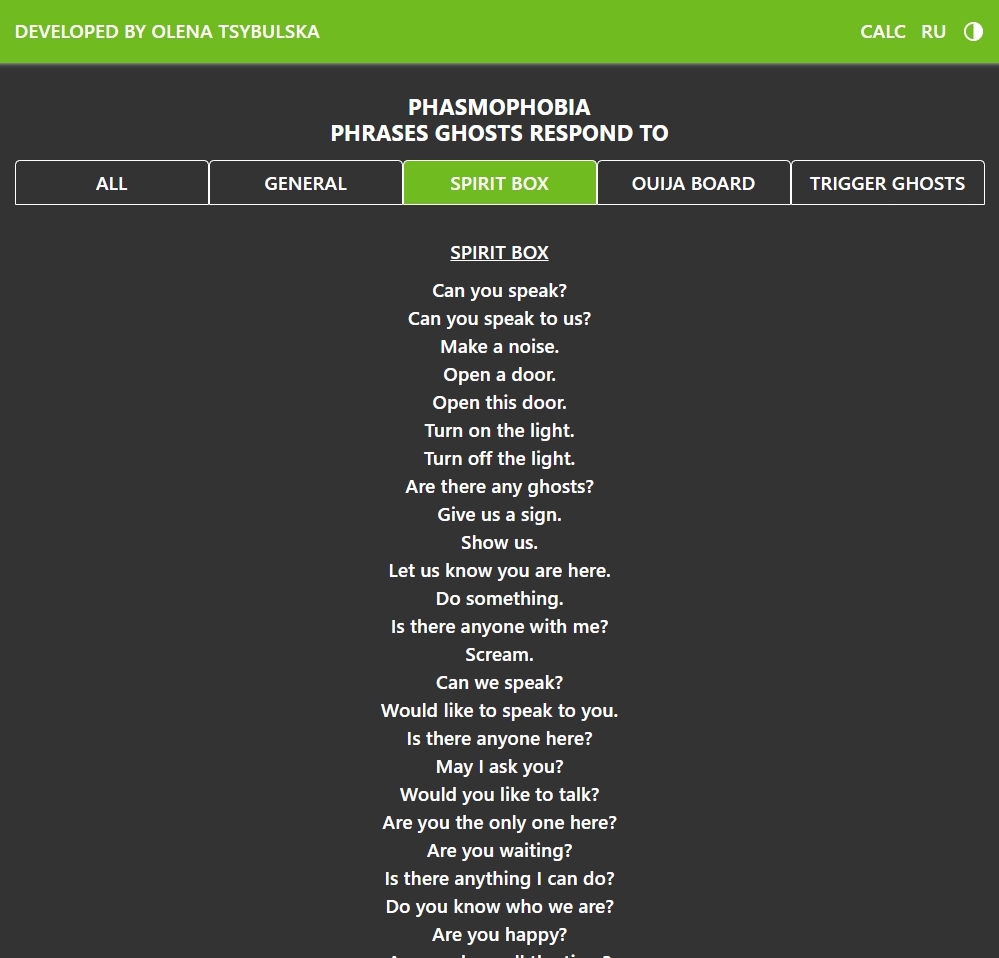 DEVELOPED BY OLENA TSYBULSKA
CALC RU
PHASMOPHOBIA
PHRASES GHOSTS RESPOND TO
ALL
GENERAL
SPIRIT BOX
OUIJA BOARD
TRIGGER GHOSTS
SPIRIT BOX
Can you speak?
Can you speak to us?
Make a noise.
Open a door.
Open this door.
Turn on the light.
Turn off the light.
Are there any ghosts?
Give us a sign.
Show us.
Let us know you are here.
Do something.
Is there anyone with me?
Scream.
Can we speak?
Would like to speak to you.
Is there anyone here?
May I ask you?
Would you like to talk?
Are you the only one here?
Are you waiting?
Is there anything I can do?
Do you know who we are?
Are you happy?